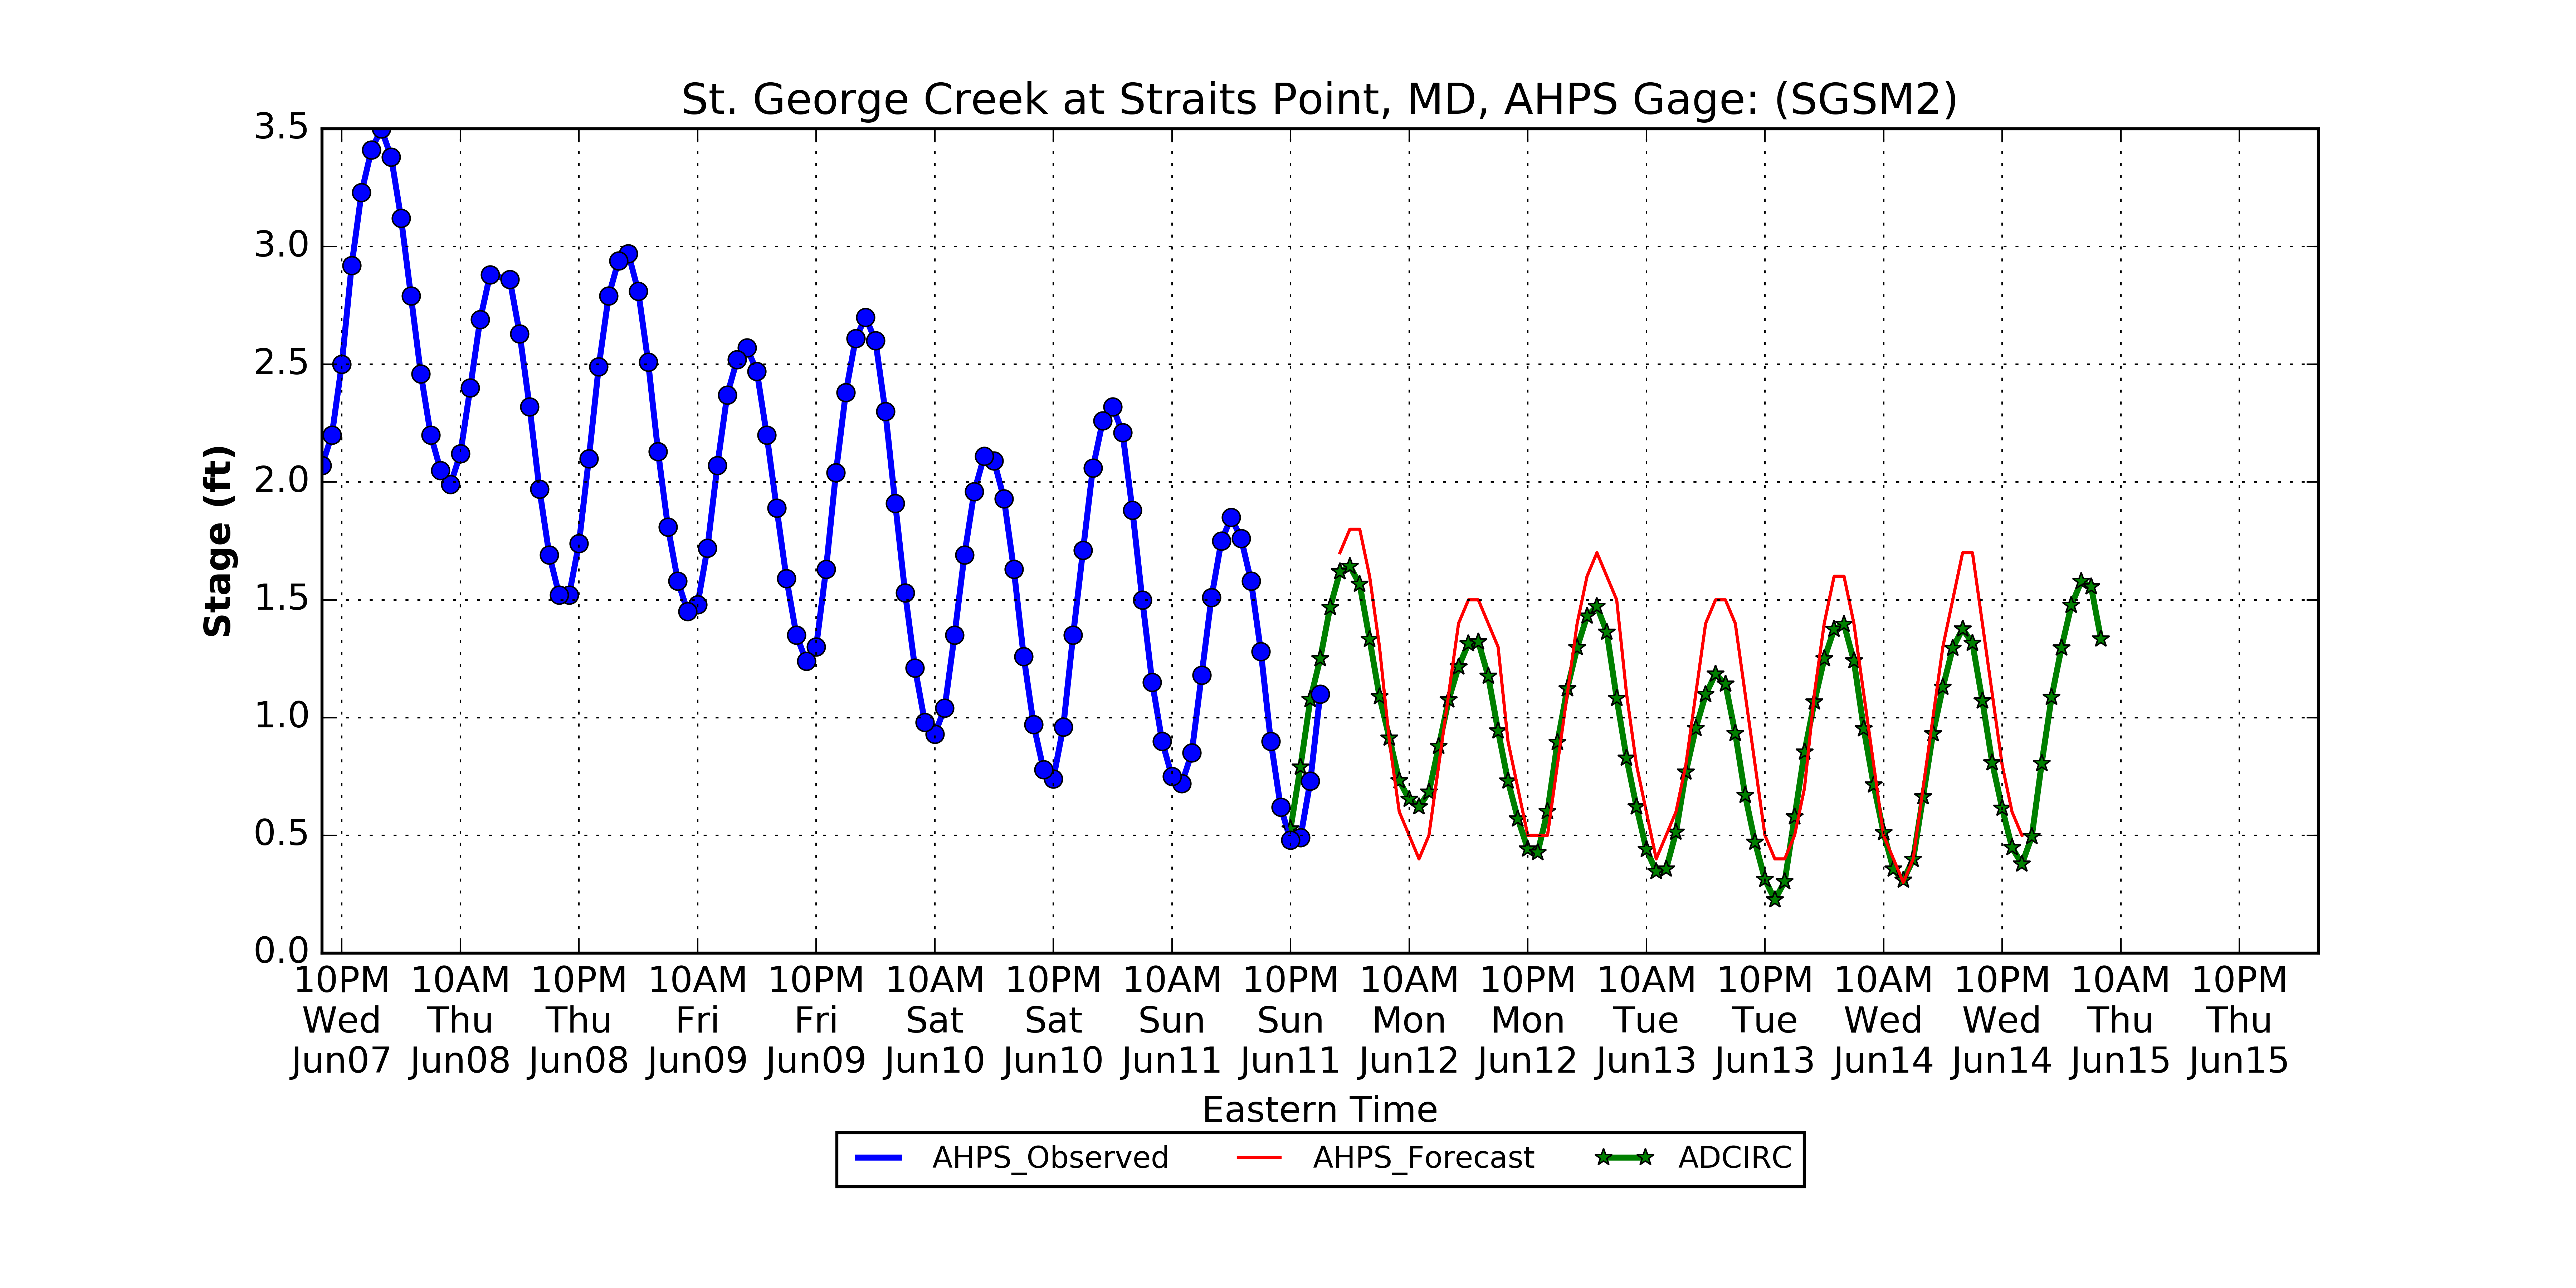 St. George Creek at Straits Point, MD, AHPS Gage: (SGSM2)
3.5
3.0
2.5
2.0
1.5
1.0
0.5
0.0
Stage (ft)
10PM 10AM 10PM 10AM 10PM 10AM 10PM 10AM 10PM 10AM 10PM 10AM 10PM 10AM 10PM 10AM 10PM
Wed Thu Thu Fri Fri Sat Sat Sun Sun Mon Mon Tue Tue Wed Wed Thu Thu
Jun07 Jun08 Jun08 Jun09 Jun09 Jun10 Jun10 Jun11 Jun11 Jun12 Jun12 Jun13 Jun13 Jun14 Jun14 Jun15 Jun15
Eastern Time
AHPS_Observed AHPS_Forecast ADCIRC